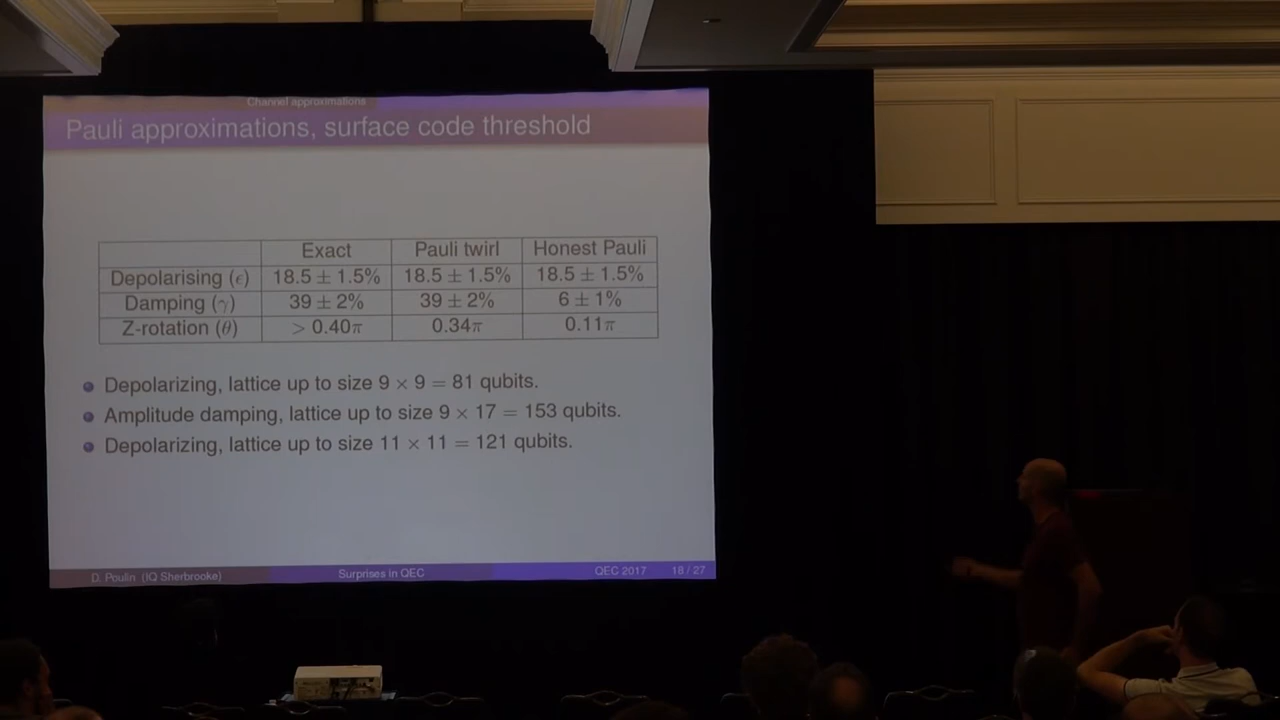 Channel approximations
Pauli approximations, surface code threshold
Exact Pauli twirl Honest Pauli
Depolarising (ϵ) 18.5 ± 1.5% 18.5 ± 1.5% 18.5 ± 1.5%
Damping (γ) 39 ± 2% 39 ± 2% 6 ± 1%
Z-rotation (θ) > 0.40π 0.34π 0.11π
Depolarizing, lattice up to size 9 × 9 = 81 qubits.
Amplitude damping, lattice up to size 9 × 17 = 153 qubits.
Depolarizing, lattice up to size 11 × 11 = 121 qubits.
D. Poulin (IQ Sherbrooke) Surprises in QEC QEC 2017 18 / 27